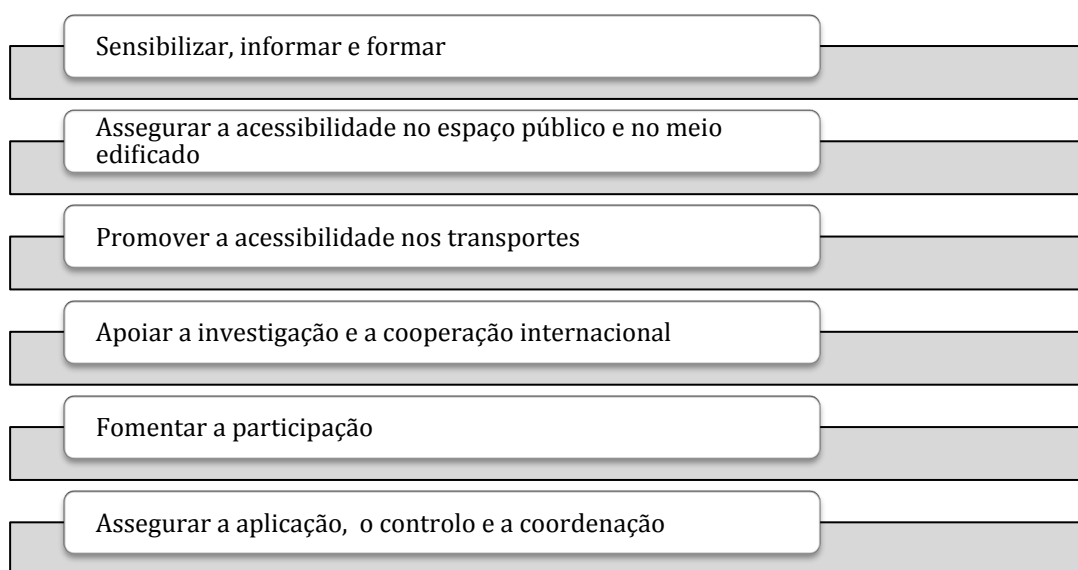 Sensibilizar, informar e formar
Assegurar a acessibilidade no espaço público e no meio
edificado
Promover a acessibilidade nos transportes
Apoiar a investigação e a cooperação internacional
Fomentar a participação
Assegurar a aplicação,  o controlo e a coordenação